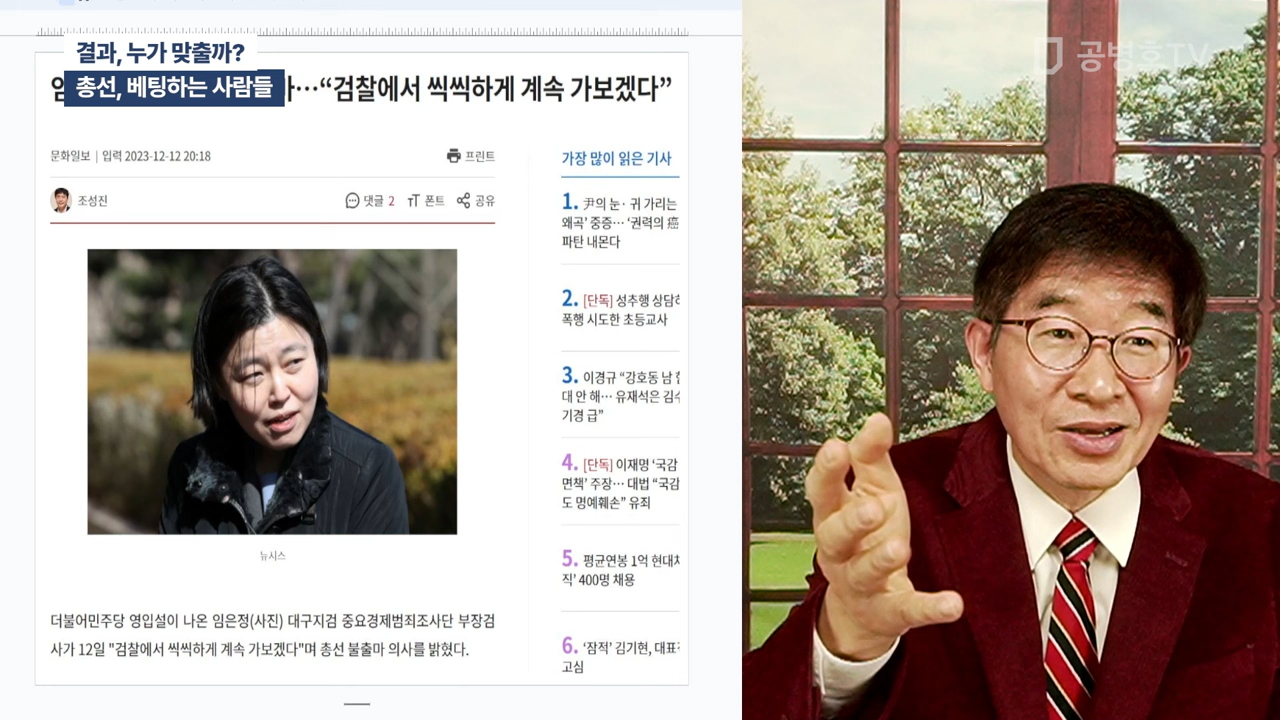 결과, 누가 맞출까?
총선, 베팅하는 사람들
…“검찰에서 씩씩하게 계속 가보겠다”
공병호TV
문화일보 | 입력 2023-12-12 20:18
프린트
조성진
댓글 2
폰트
공유
뉴시스
더불어민주당 영입설이 나온 임은정(사진) 대구지검 중요경제범죄조사단 부장검
사가 12일 "검찰에서 씩씩하게 계속 가보겠다"며 총선 불출마 의사를 밝혔다.
가장 많이 읽은 기사
1. 尹의 눈· 귀 가리는
왜곡’ 중증… ‘권력의 癌
파탄 내몬다
2. [단독] 성추행 상담
폭행 시도한 초등교사
3. 이경규 “강호동 남
대 안 해… 유재석은
기경 급”
4. [단독] 이재명 ‘국감
면책’ 주장… 대법 “국감
도 명예훼손” 유죄
5. 평균연봉 1억
직’ 400명 채용
6. ‘잠적’ 김기현,
고심